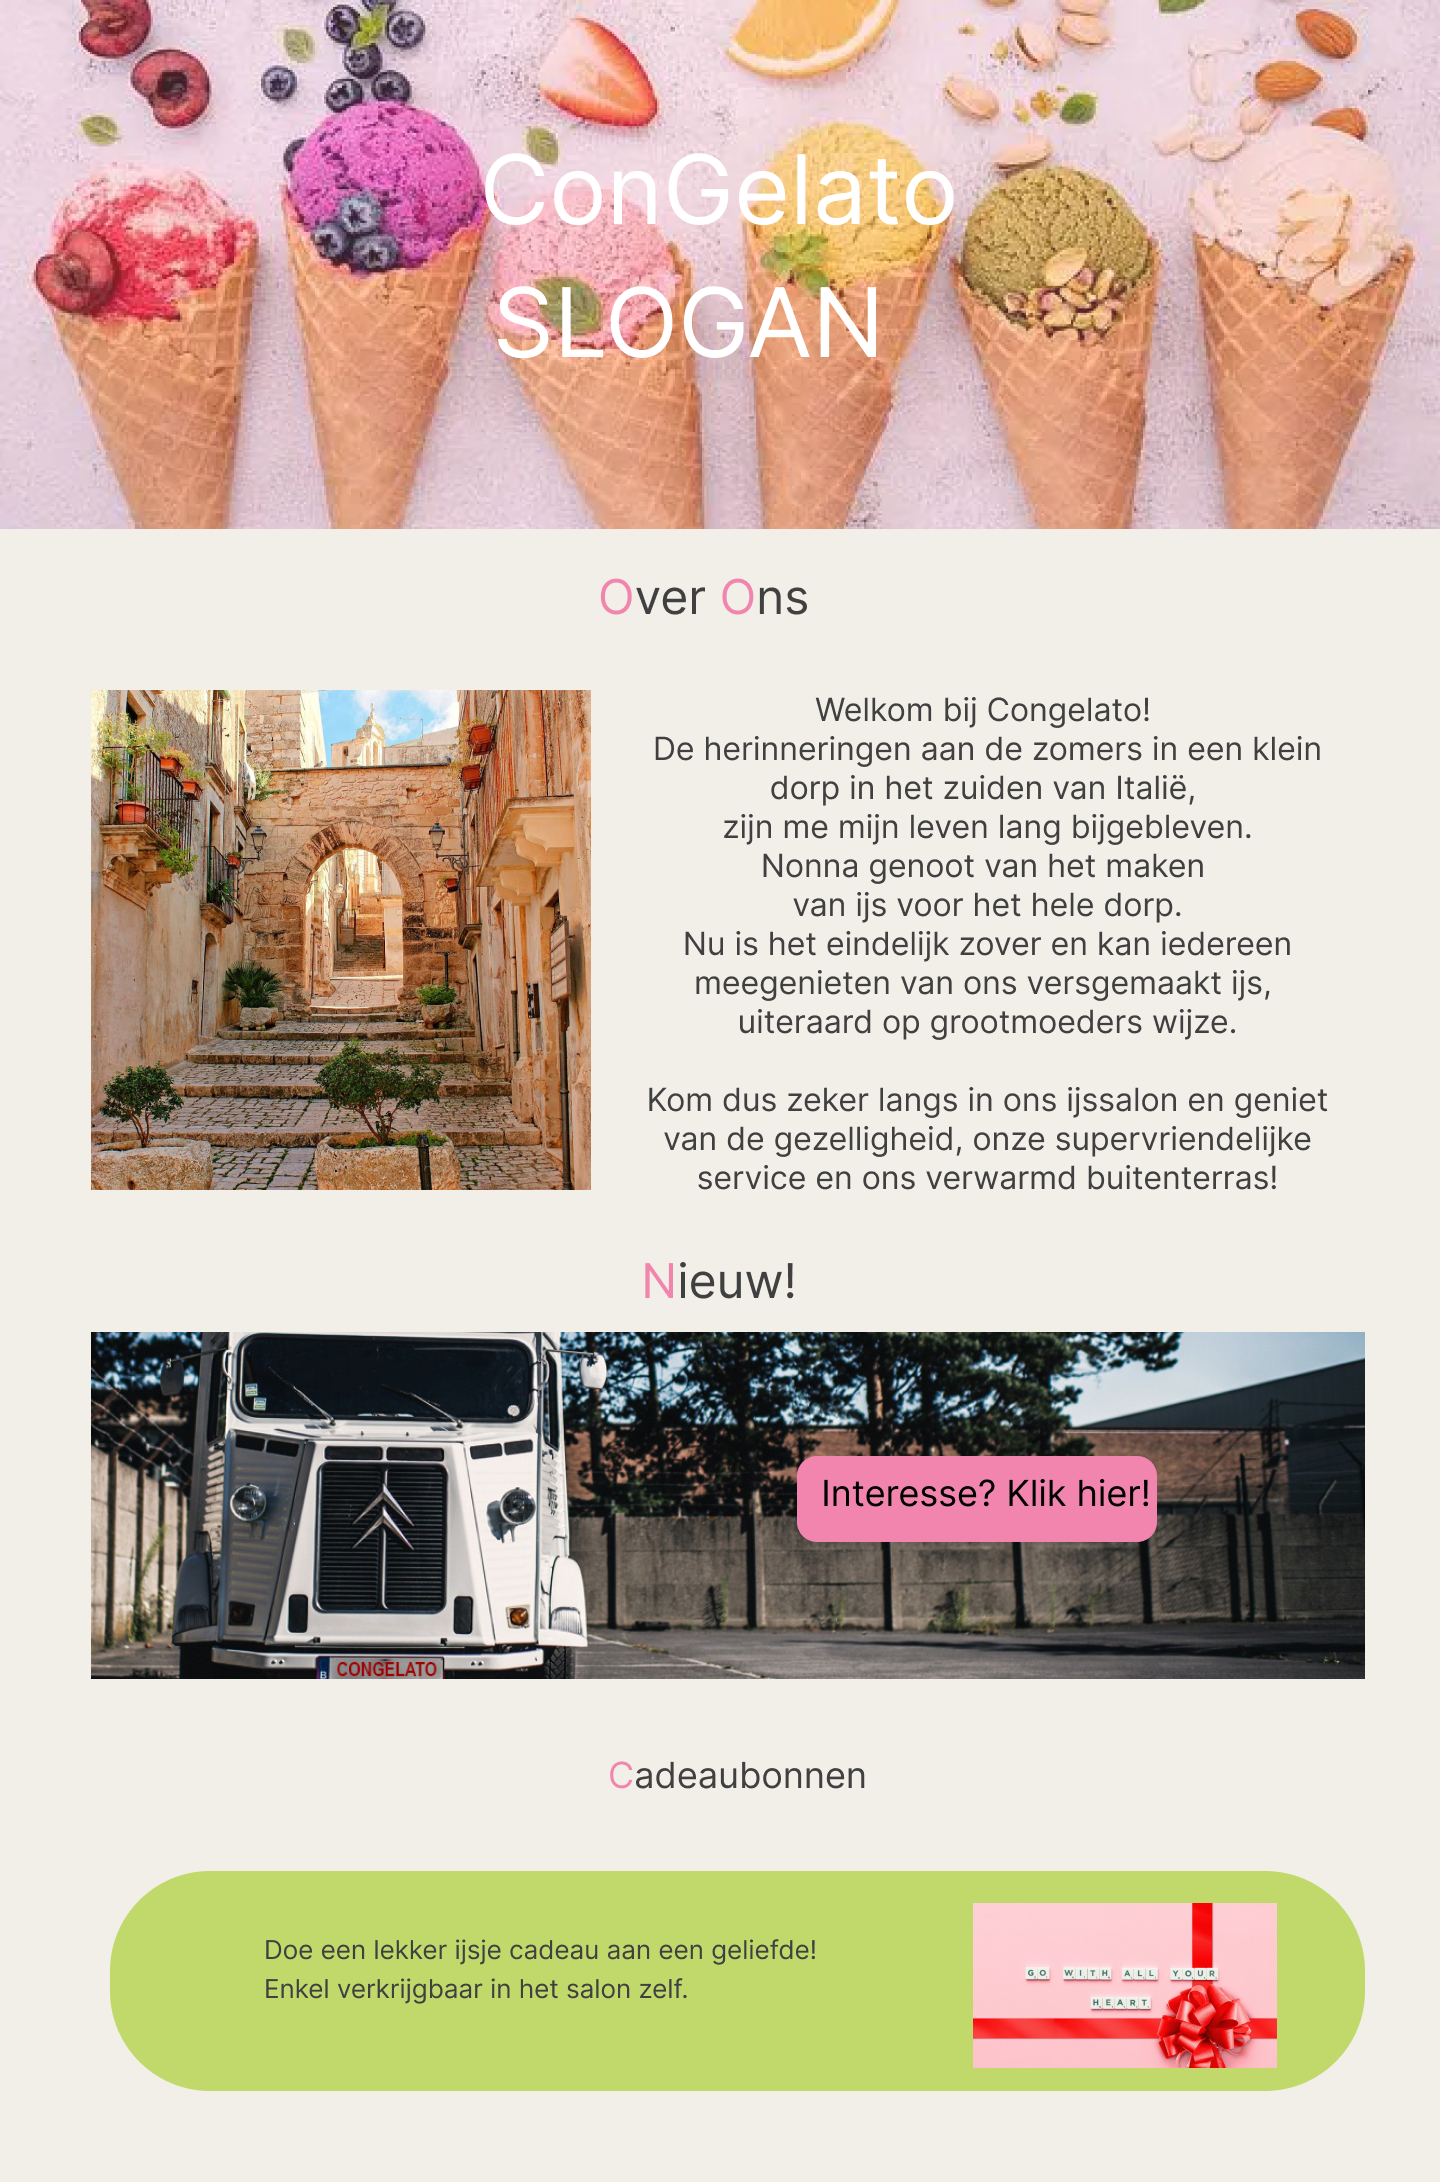 ConGelato
SLOGAN
Over Ons
Welkom bij Congelato!
De herinneringen aan de zomers in een klein
dorp in het zuiden van Italië,
zijn me mijn leven lang bijgebleven.
Nonna genoot van het maken
van ijs voor het hele dorp.
Nu is het eindelijk zover en kan iedereen
meegenieten van ons versgemaakt ijs,
uiteraard op grootmoeders wijze.
Kom dus zeker langs in ons ijssalon en geniet
van de gezelligheid, onze supervriendelijke
service en ons verwarmd buitenterras!
Nieuw!
Interesse? Klik hier!
B CONGELATO
Cadeaubonnen
Doe een lekker ijsje cadeau aan een geliefde!
Enkel verkrijgbaar in het salon zelf.
GO WITH ALL YOUR
HEART